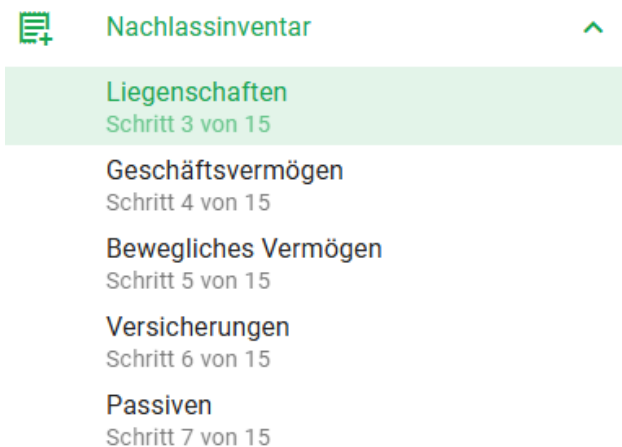 Nachlassinventar
Liegenschaften
Schritt 3 von 15
Geschäftsvermögen
Schritt 4 von 15
Bewegliches Vermögen
Schritt 5 von 15
Versicherungen
Schritt 6 von 15
Passiven
Schritt 7 von 15